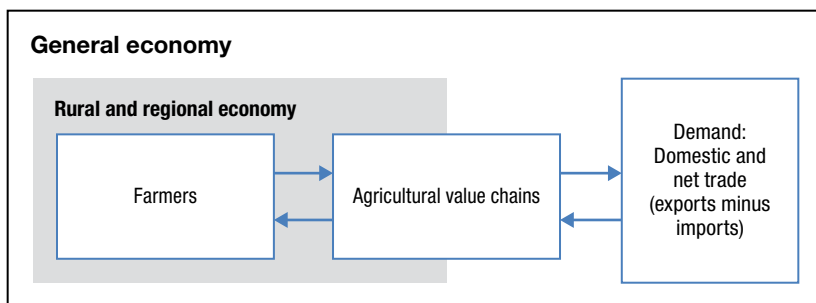 General economy
Rural and regional economy
Farmers
Agricultural value chains
Demand:
Domestic and
net trade
(exports minus
imports)